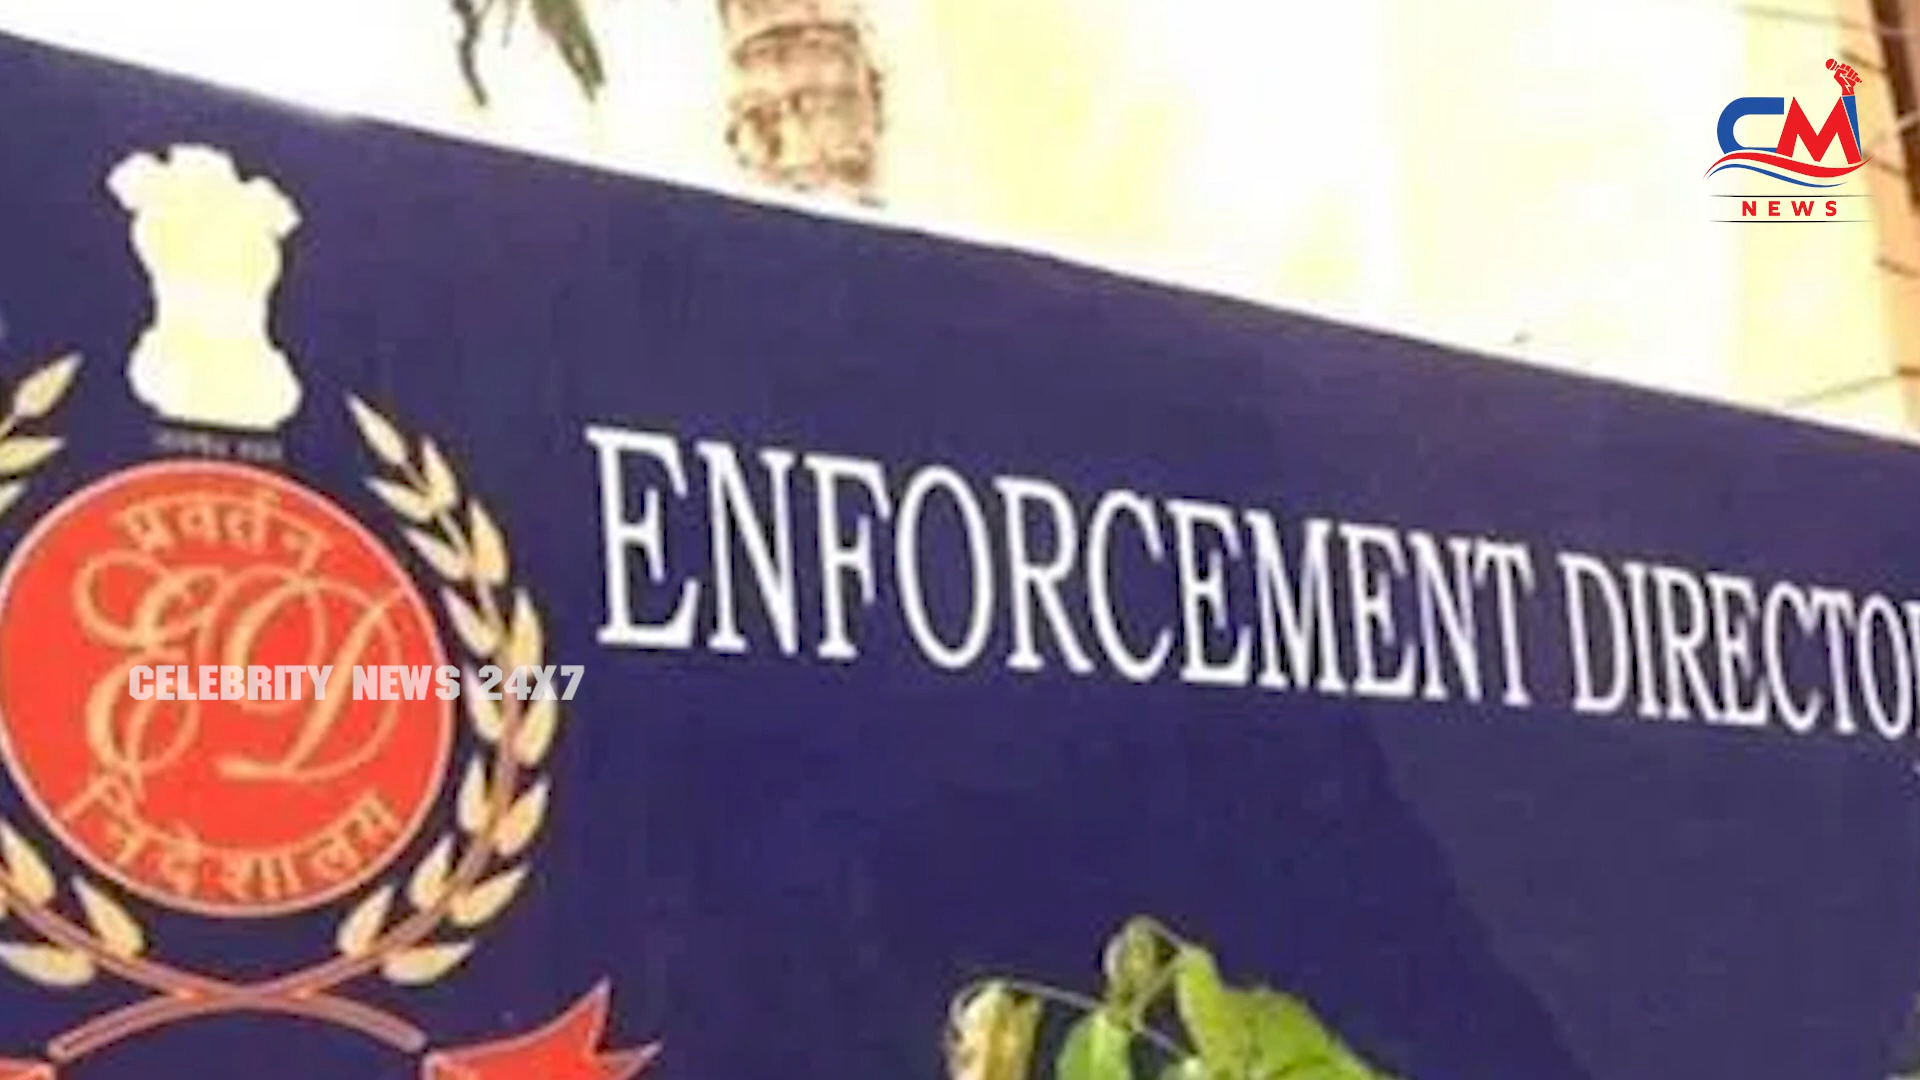 CM
NEWS
प्रवर्तन
ED
निदेशालय
ENFORCEMENT DIRECTO
CELEBRITY NEWS 24X7